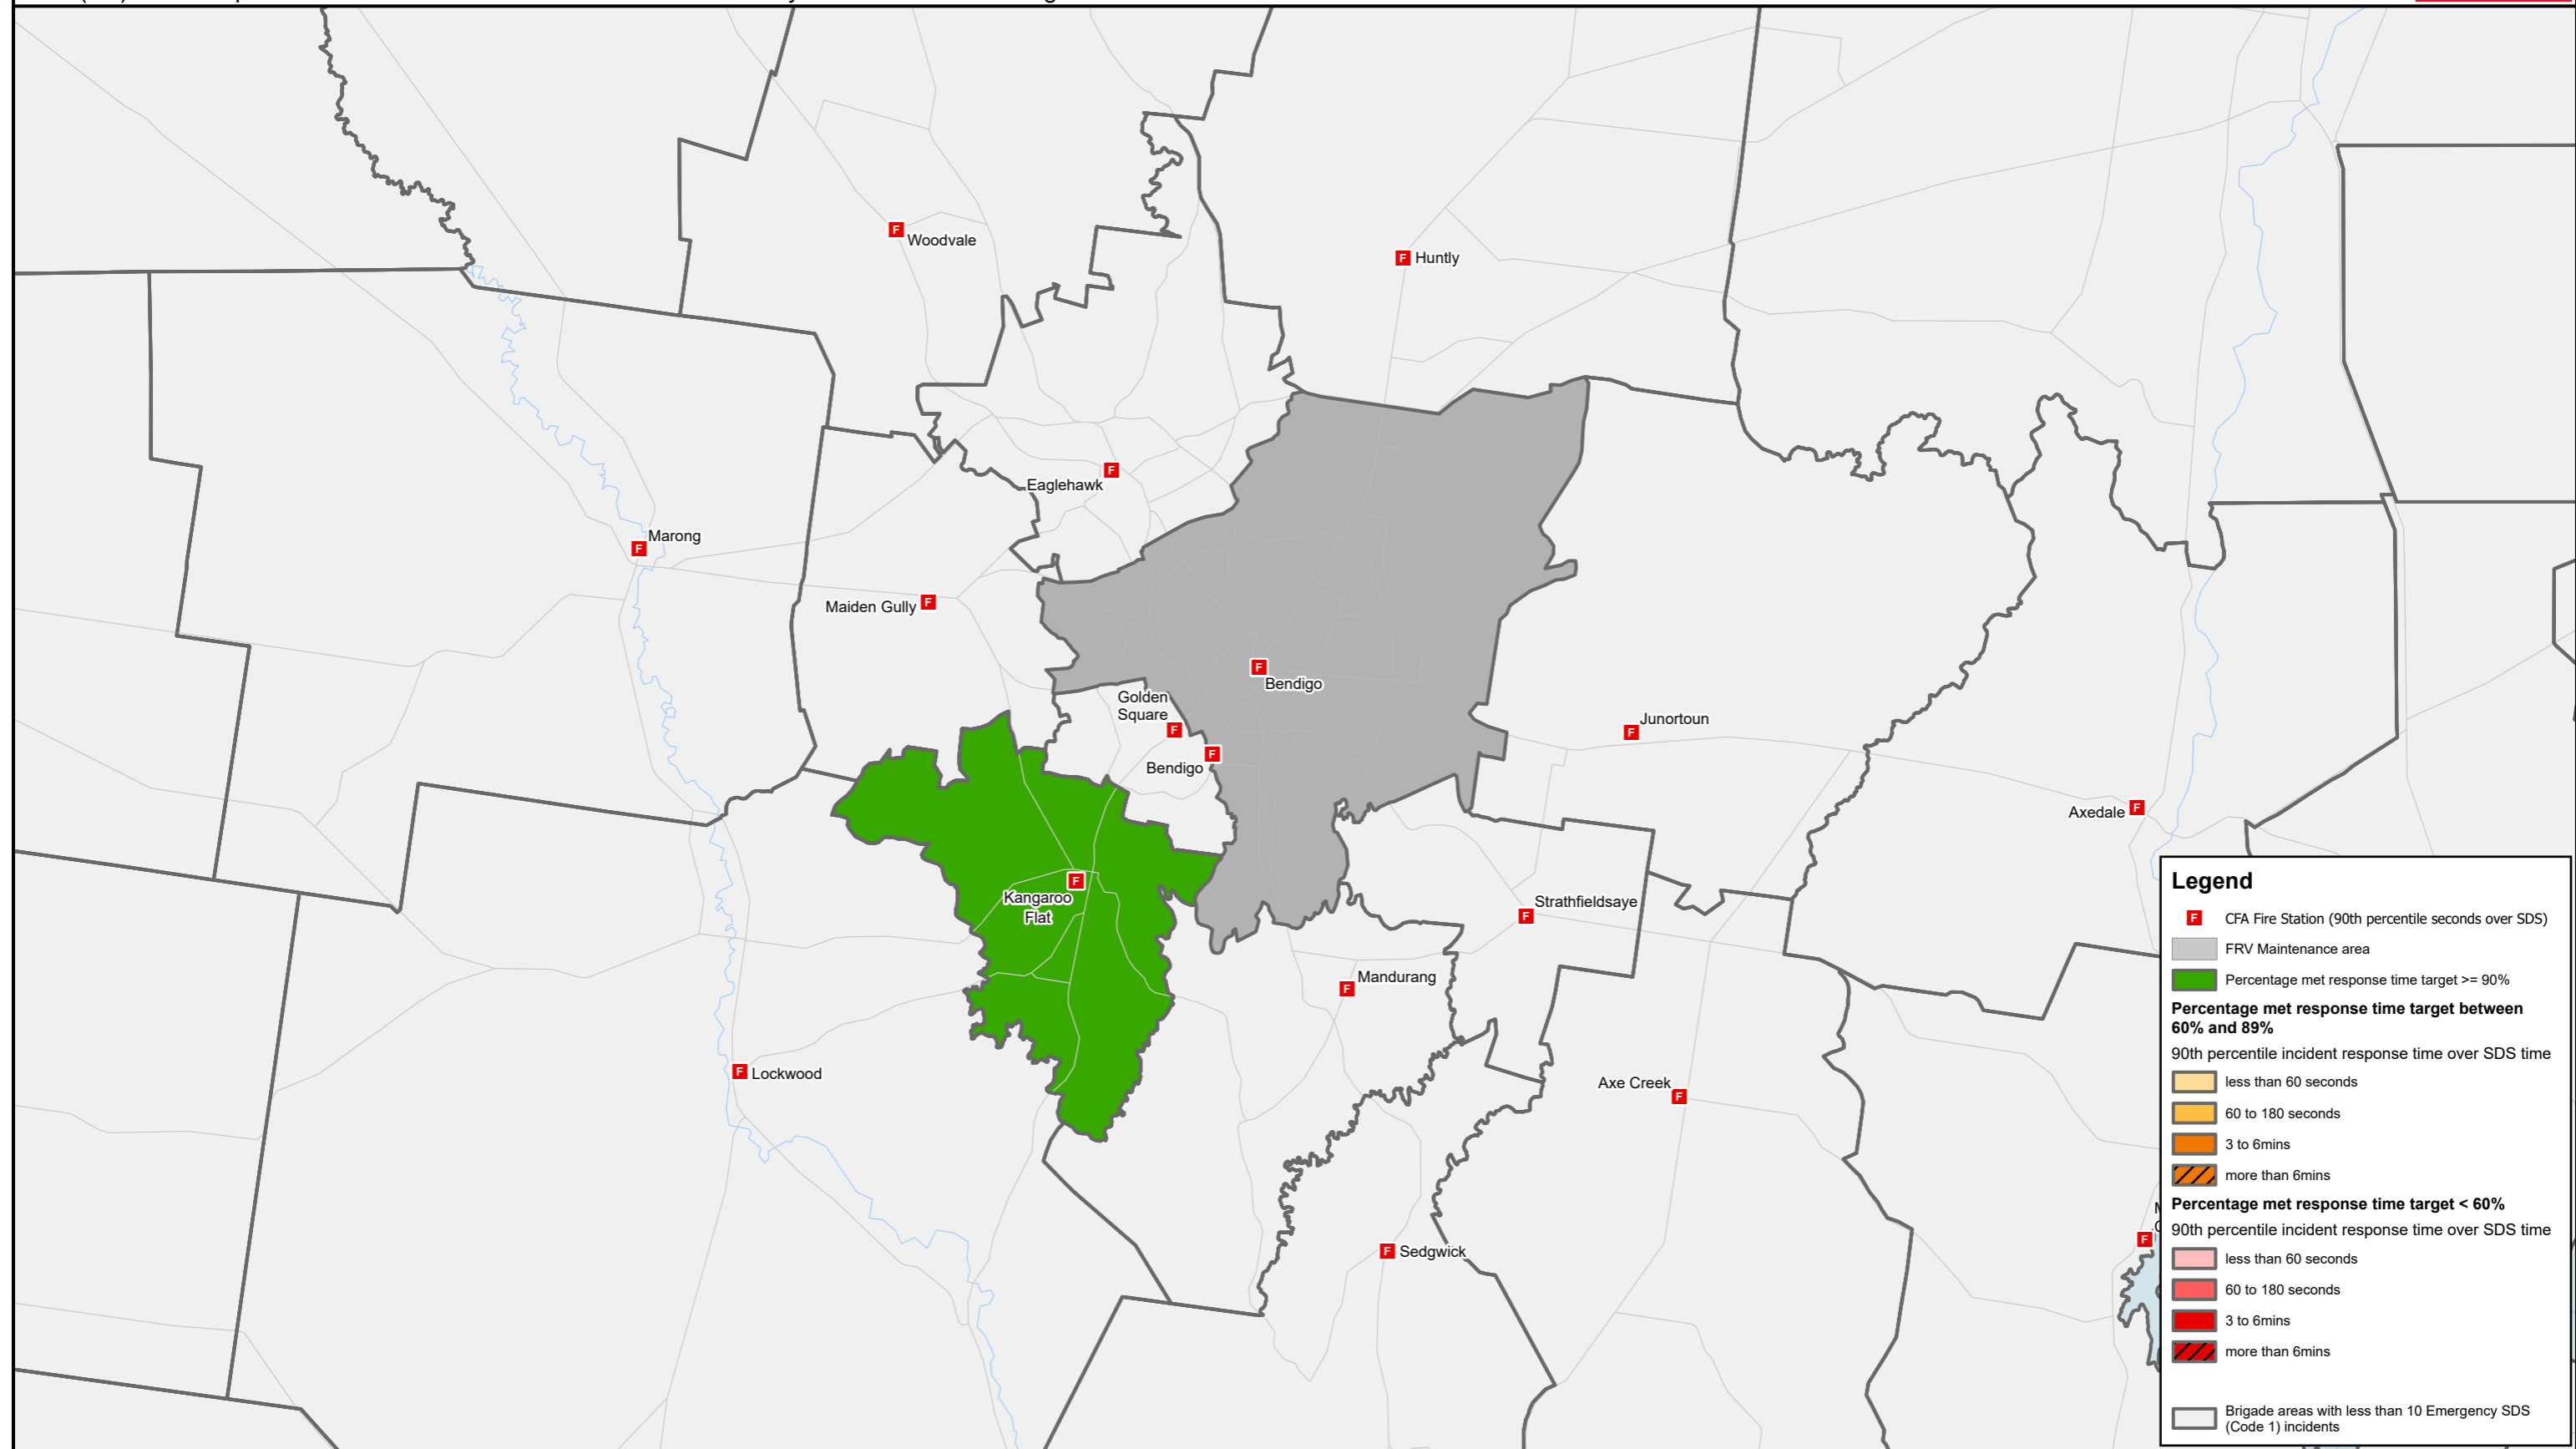 Woodvale
F
Huntly
F
Eaglehawk
F
Marong
F
Maiden Gully
F
F
Bendigo
Golden
Square
F
F
Bendigo
Junortoun
F
Axedale
F
F
Kangaroo
Flat
Strathfieldsaye
F
Mandurang
F
F
Lockwood
Axe Creek
F
F
Sedgwick
F
Legend
F
CFA Fire Station (90th percentile seconds over SDS)
FRV Maintenance area
Percentage met response time target >= 90%
Percentage met response time target between
60% and 89%
90th percentile incident response time over SDS time
less than 60 seconds
60 to 180 seconds
3 to 6mins
more than 6mins
Percentage met response time target < 60%
90th percentile incident response time over SDS time
less than 60 seconds
60 to 180 seconds
3 to 6mins
more than 6mins
Brigade areas with less than 10 Emergency SDS
(Code 1) incidents